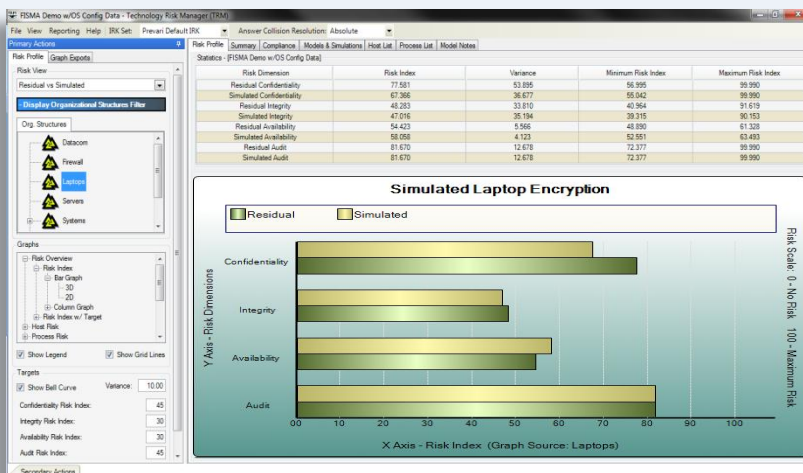 FISMA Demo w/OS Config Data - Technology Risk Manager (TRM)
File View Reporting Help IRK Set: Prevari Default IRK Answer Collision Resolution: Absolute
Primary Actions
Risk Profile Graph Exports
Risk View
Residual vs Simulated
- Display Organizational Structures Filter
Org. Structures
Datacom
Firewall
Laptops
Servers
Systems
Graphs
Risk Overview
Risk Index
Bar Graph
3D
2D
Column Graph
Risk Index w/ Target
Host Risk
Process Risk
Show Legend Show Grid Lines
Targets
Show Bell Curve Variance: 10.00
Confidentiality Risk Index: 45
Integrity Risk Index: 30
Availability Risk Index: 30
Audit Risk Index: 45
Secondary Actions
Risk Profile Summary Compliance Models & Simulations Host List Process List Model Notes
Statistics - [FISMA Demo w/OS Config Data]
Risk Dimension Risk Index Variance Minimum Risk Index Maximum Risk Index
Residual Confidentiality 77.581 53.895 56.995 99.990
Simulated Confidentiality 67.366 36.677 55.042 99.990
Residual Integrity 48.283 33.810 40.964 91.619
Simulated Integrity 47.016 35.194 39.315 90.153
Residual Availability 54.423 5.566 48.890 61.328
Simulated Availability 58.058 4.123 52.551 63.493
Residual Audit 81.670 12.678 72.377 99.990
Simulated Audit 81.670 12.678 72.377 99.990
Simulated Laptop Encryption
Residual Simulated
Confidentiality
Integrity
Availability
Audit
Y Axis - Risk Dimensions
00 10 20 30 40 50 60 70 80 90 100
X Axis - Risk Index (Graph Source: Laptops)
Risk Scale: 0 - No Risk 100 - Maximum Risk